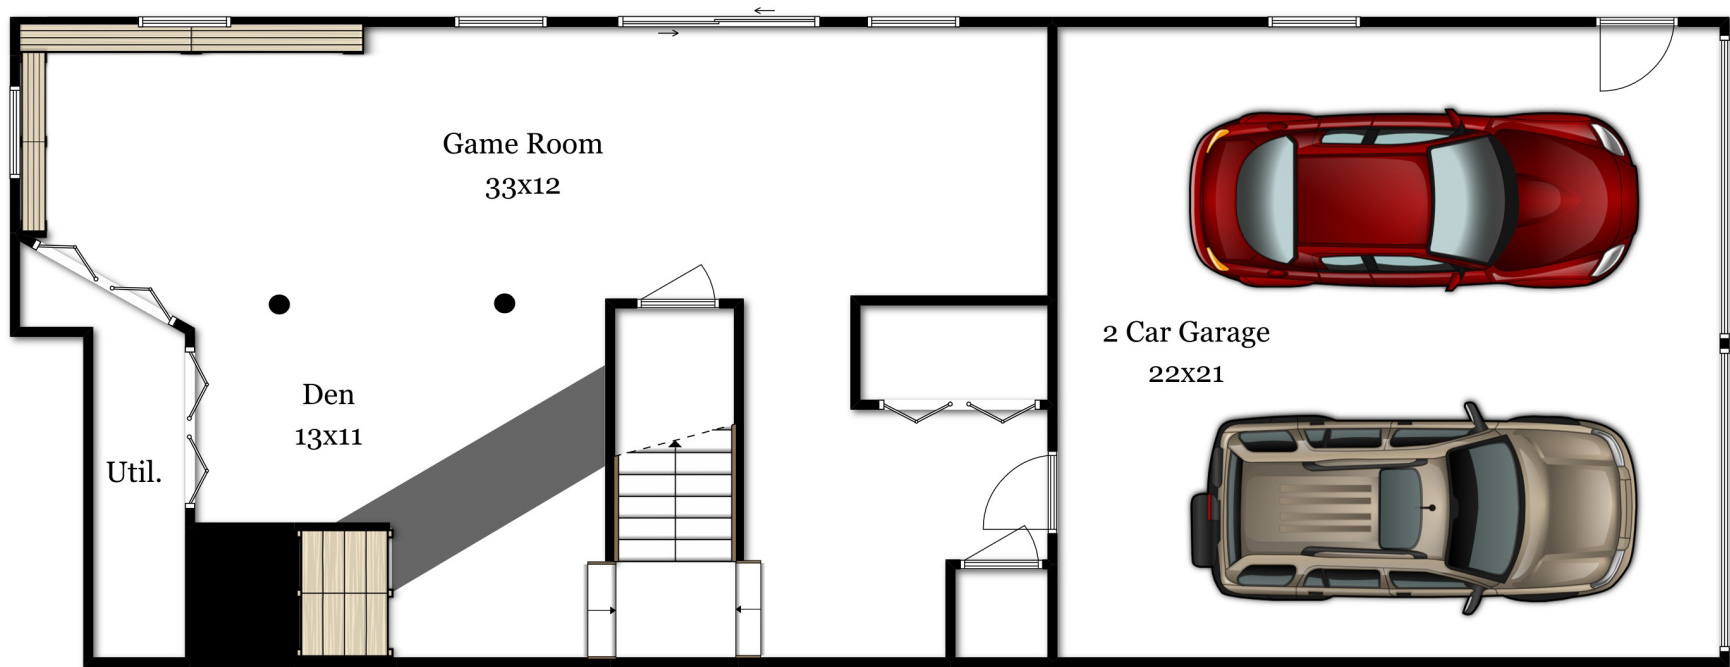 Game Room
33x12
2 Car Garage
22x21
Den
13x11
Util.